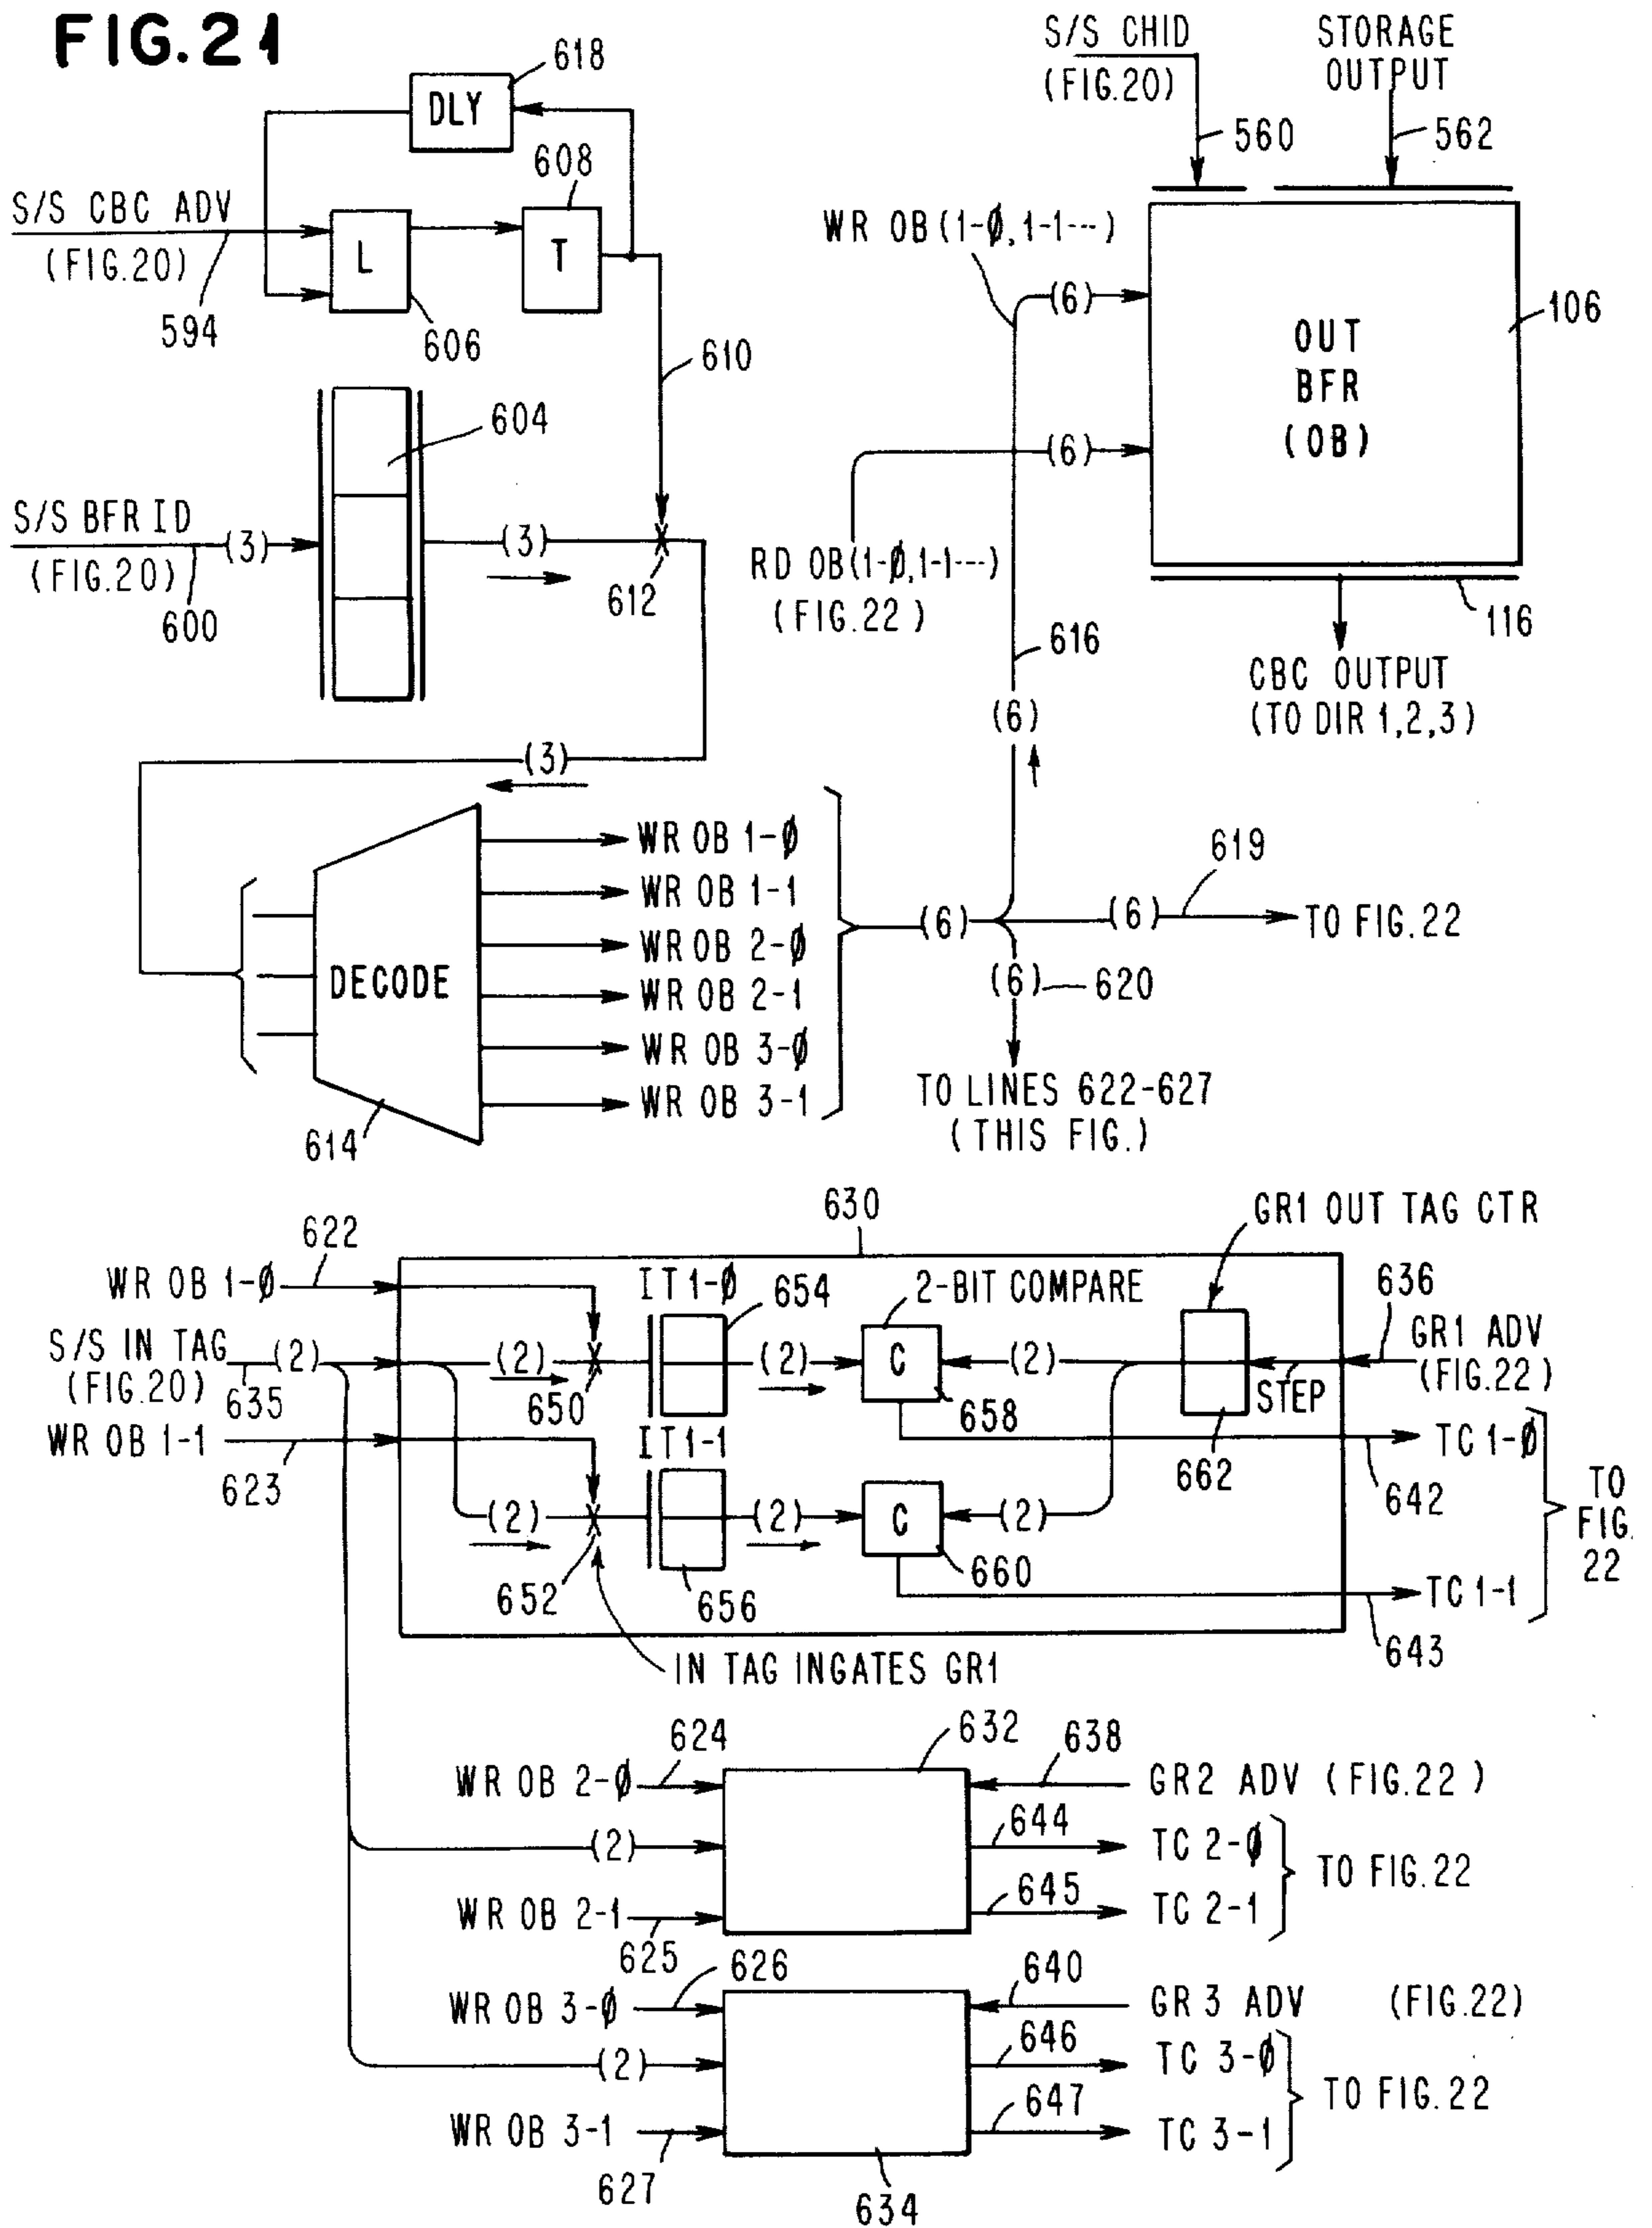 FIG.21
618
DLY
608
S/S CBC ADV
(FIG.20)
594
L
606
T
610
604
S/S BFR ID
(FIG.20)
(3)
600
(3)
612
(3)
S/S CHID
(FIG.20)
560
STORAGE
OUTPUT
562
WR OB (1-Ø,1-1---)
(6)
OUT
BFR
(OB)
106
(6)
RD OB(1-Ø,1-1---)
(FIG.22)
616
116
CBC OUTPUT
(TO DIR 1,2,3)
(6)
DECODE
614
WR OB 1-Ø
WR OB 1-1
WR OB 2-Ø
WR OB 2-1
WR OB 3-Ø
WR OB 3-1
(6)
(6)
619
TO FIG.22
(6)
620
TO LINES 622-627
(THIS FIG.)
630
GR1 OUT TAG CTR
622
WR OB 1-Ø
IT1-Ø
654
2-BIT COMPARE
636
S/S IN TAG
(FIG.20)
(2)
635
(2)
650
(2)
C
658
(2)
662
STEP
GR1 ADV
(FIG.22)
WR OB 1-1
623
IT1-1
TC 1-Ø
642
(2)
652
656
(2)
C
660
(2)
TC 1-1
643
TO
FIG.
22
IN TAG INGATES GR1
624
632
638
WR OB 2-Ø
GR2 ADV (FIG.22)
644
(2)
TC 2-Ø
645
TO FIG.22
WR OB 2-1
625
TC 2-1
626
640
WR OB 3-Ø
GR3 ADV (FIG.22)
646
(2)
TC 3-Ø
647
TO FIG.22
WR OB 3-1
627
TC 3-1
634